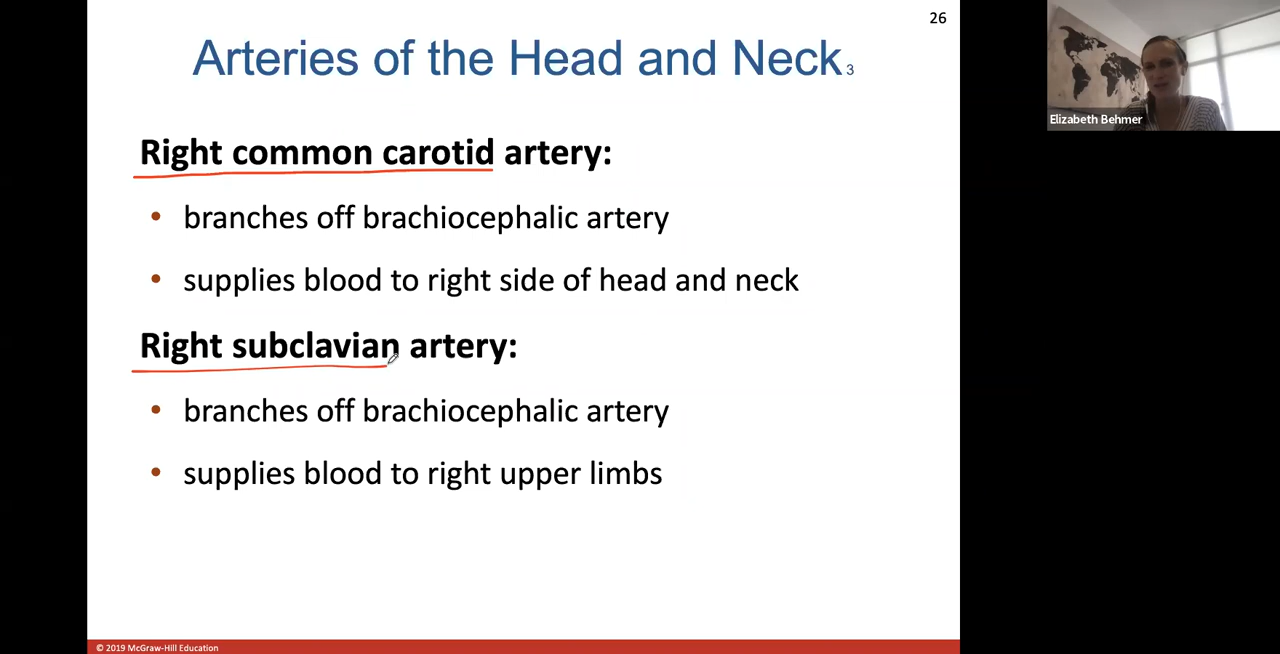 26
Arteries of the Head and Neck 3
Elizabeth Behmer
Right common carotid artery:
• branches off brachiocephalic artery
• supplies blood to right side of head and neck
Right subclavian artery:
• branches off brachiocephalic artery
• supplies blood to right upper limbs
© 2019 McGraw-Hill Education